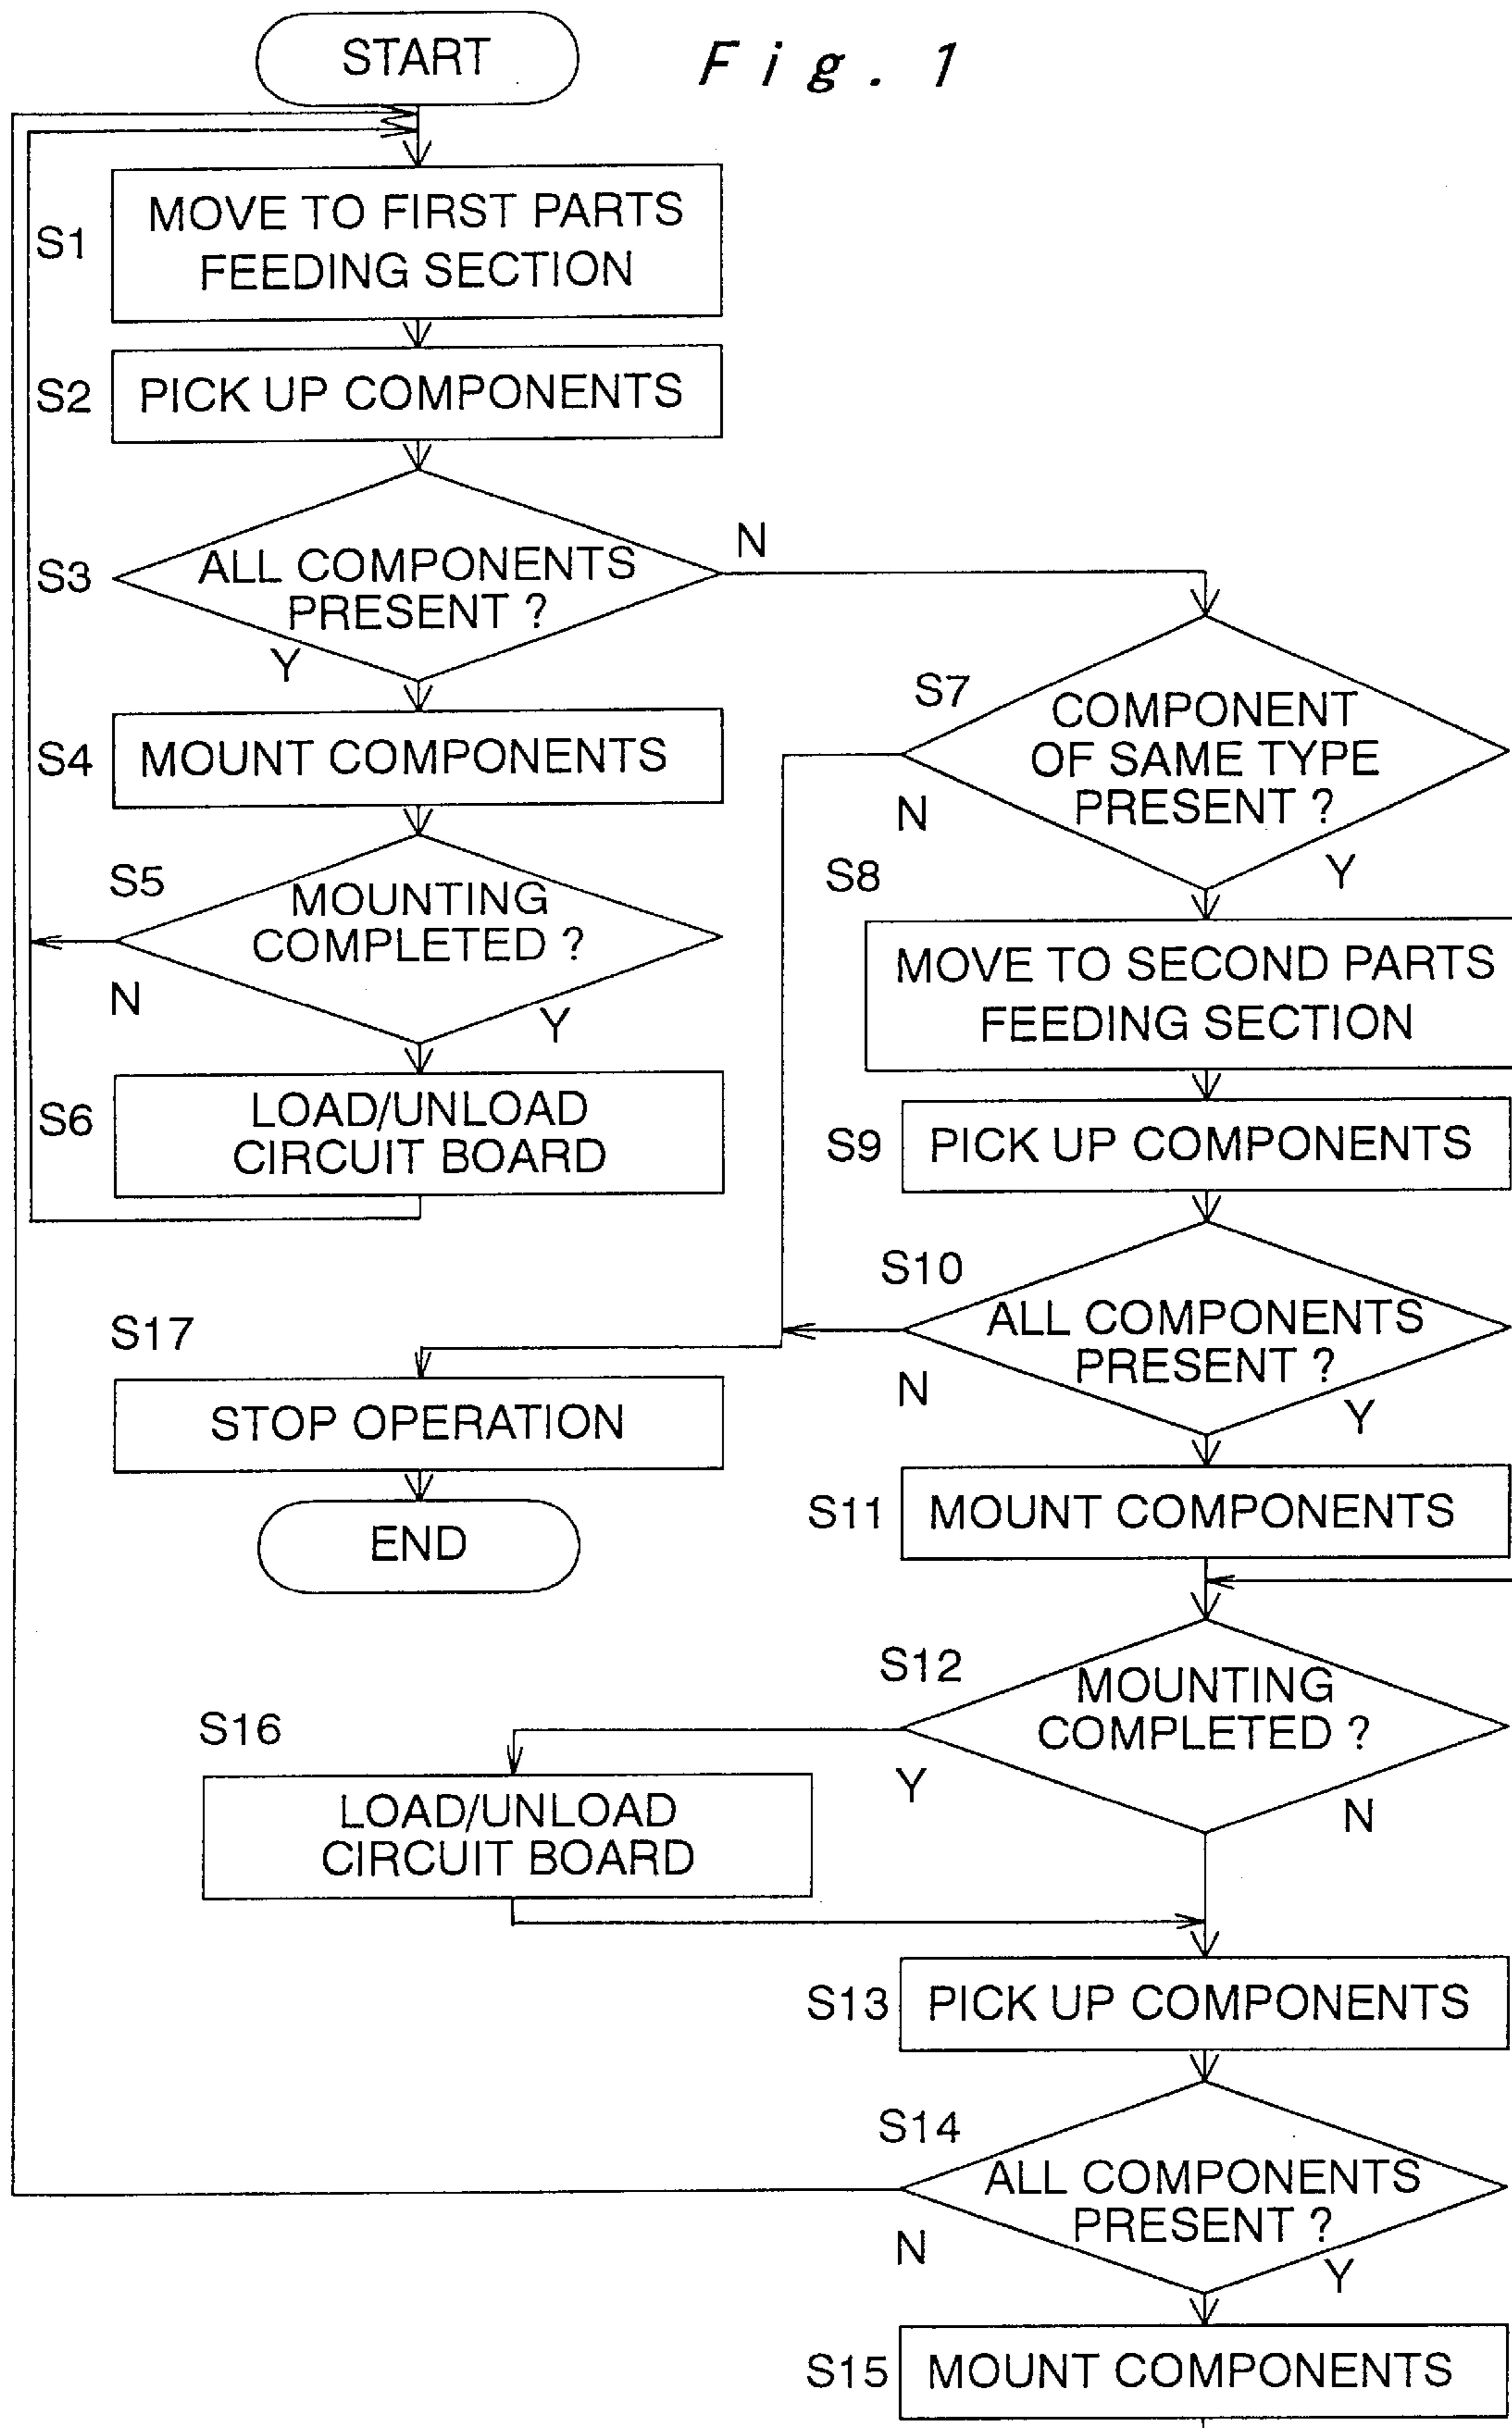 START
Fig. 1
S1
MOVE TO FIRST PARTS
FEEDING SECTION
S2
PICK UP COMPONENTS
S3
ALL COMPONENTS
PRESENT ?
N
Y
S4
MOUNT COMPONENTS
S5
MOUNTING
COMPLETED ?
N
Y
S6
LOAD/UNLOAD
CIRCUIT BOARD
S7
COMPONENT
OF SAME TYPE
PRESENT ?
N
Y
S8
MOVE TO SECOND PARTS
FEEDING SECTION
S9
PICK UP COMPONENTS
S10
ALL COMPONENTS
PRESENT ?
N
Y
S17
STOP OPERATION
END
S11
MOUNT COMPONENTS
S12
MOUNTING
COMPLETED ?
Y
N
S16
LOAD/UNLOAD
CIRCUIT BOARD
S13
PICK UP COMPONENTS
S14
ALL COMPONENTS
PRESENT ?
N
Y
S15
MOUNT COMPONENTS